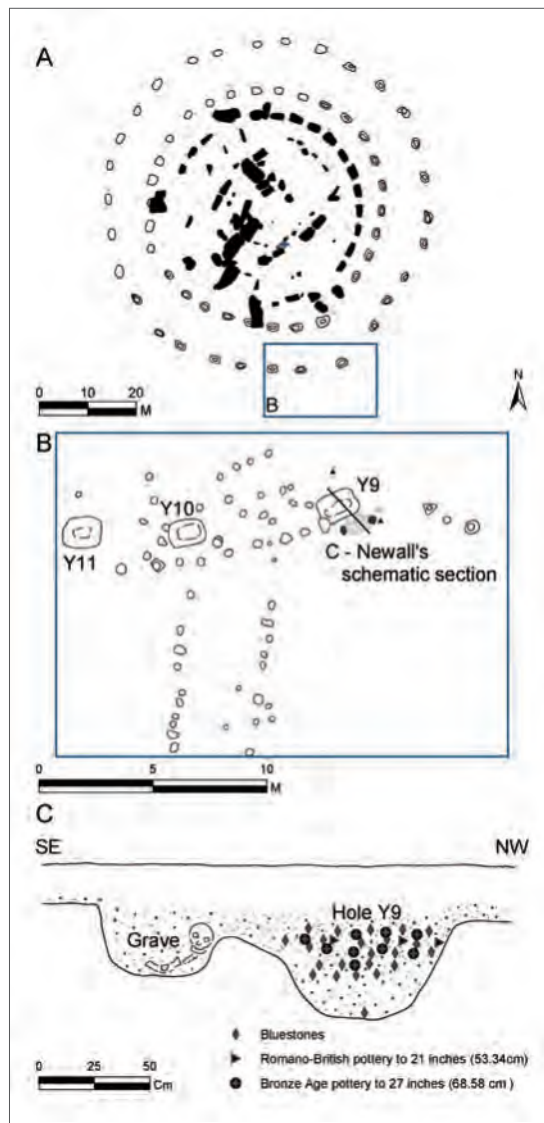 A
B
N
0 10 20
M
B
Y9
Y10
Y11
C - Newall's
schematic section
0 5 10
M
C
SE NW
Hole Y9
Grave
Bluestones
Romano-British pottery to 21 inches (53.34cm)
Bronze Age pottery to 27 inches (68.58 cm )
0 25 50
Cm